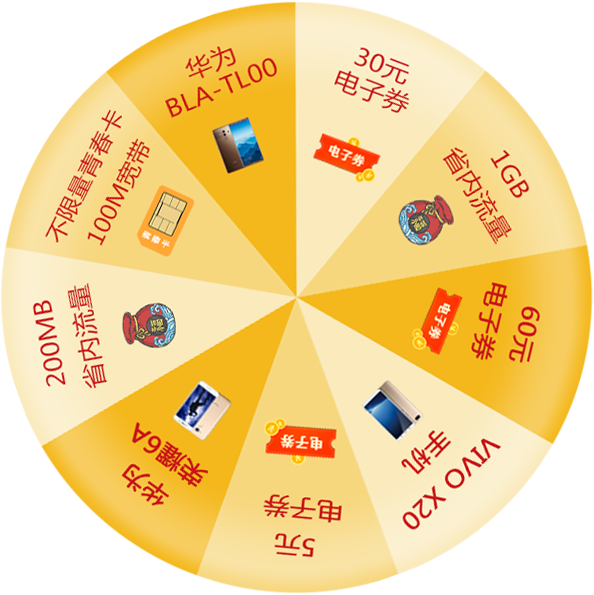 华为
BLA-TL00
30元
电子券
电子券
1GB
省内流量
60元
电子券
电子券
VIVO X20
手机
5元
电子券
电子券
华为
荣耀6A
200MB
省内流量
不限量青春卡
100M宽带